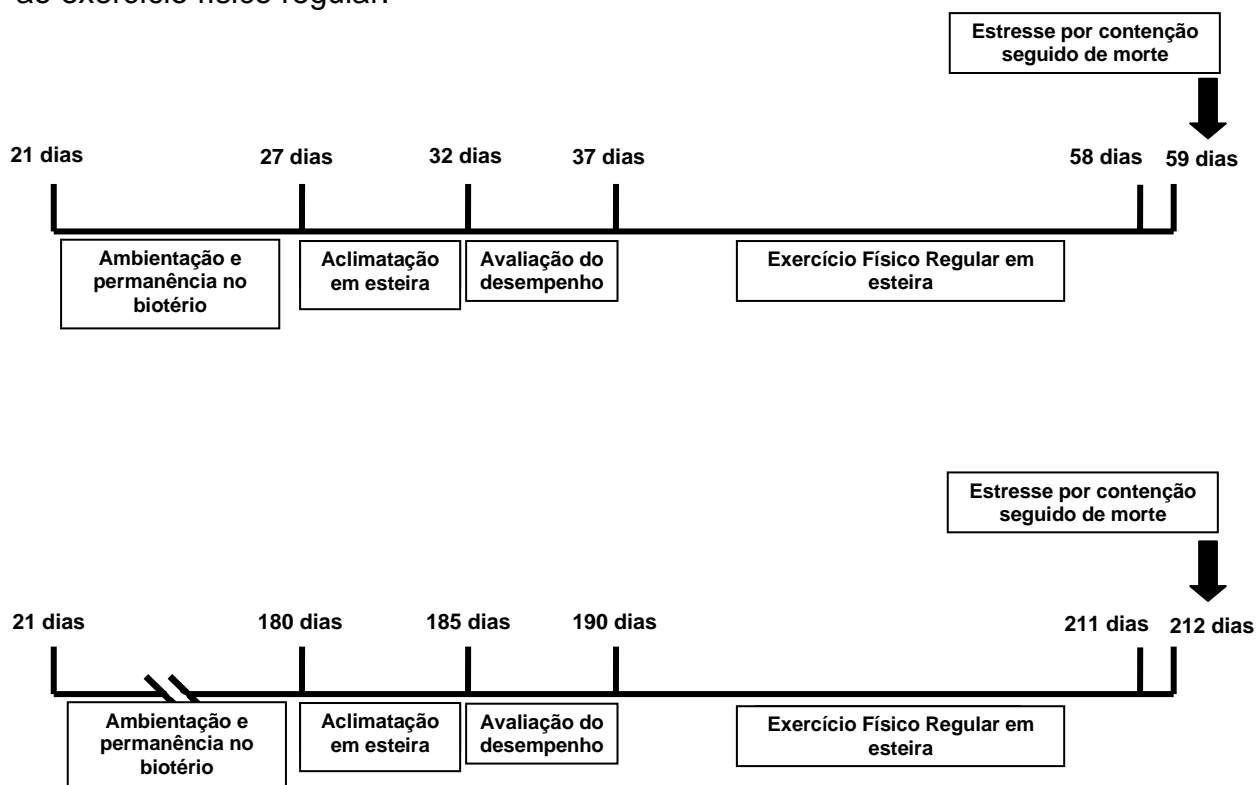 ao exercício físico regular.
Estresse por contenção
seguido de morte
21 dias 27 dias 32 dias 37 dias 58 dias 59 dias
Ambientação e
permanência no
biotério
Aclimatação
em esteira
Avaliação do
desempenho
Exercício Físico Regular em
esteira
Estresse por contenção
seguido de morte
21 dias 180 dias 185 dias 190 dias 211 dias 212 dias
Ambientação e
permanência no
biotério
Aclimatação
em esteira
Avaliação do
desempenho
Exercício Físico Regular em
esteira